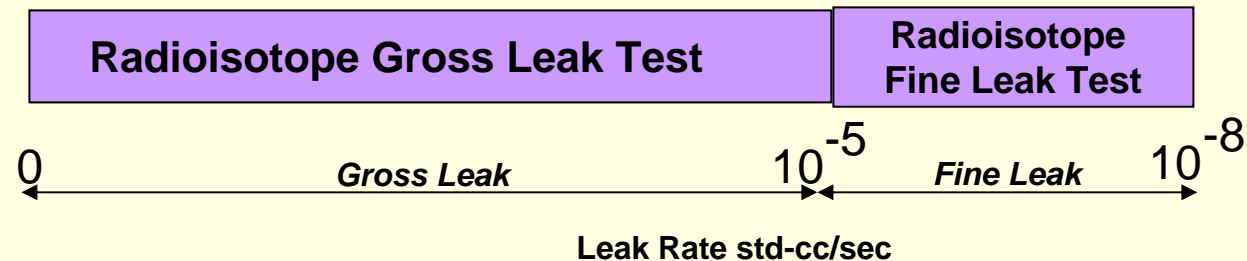 Radioisotope Gross Leak Test
Radioisotope
Fine Leak Test
0 Gross Leak 10-5 Fine Leak 10-8
Leak Rate std-cc/sec